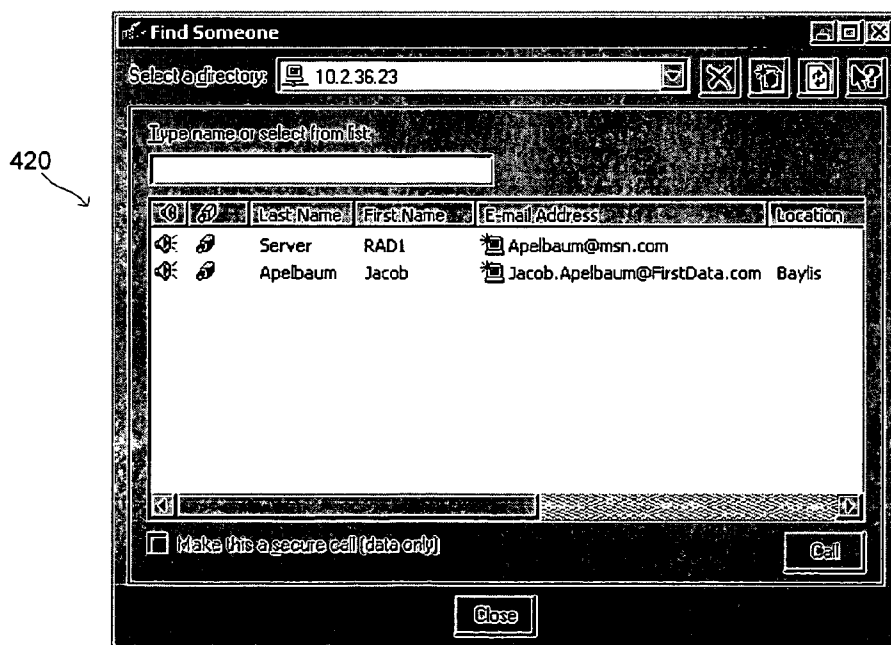 Find Someone
Select a directory: 10.2.36.23
Type name or select from list:
420
Last Name First Name E-mail Address Location
Server RAD1 Apelbaum@msn.com
Apelbaum Jacob Jacob.Apelbaum@FirstData.com Baylis
Make this a secure call (data only)
Call
Close